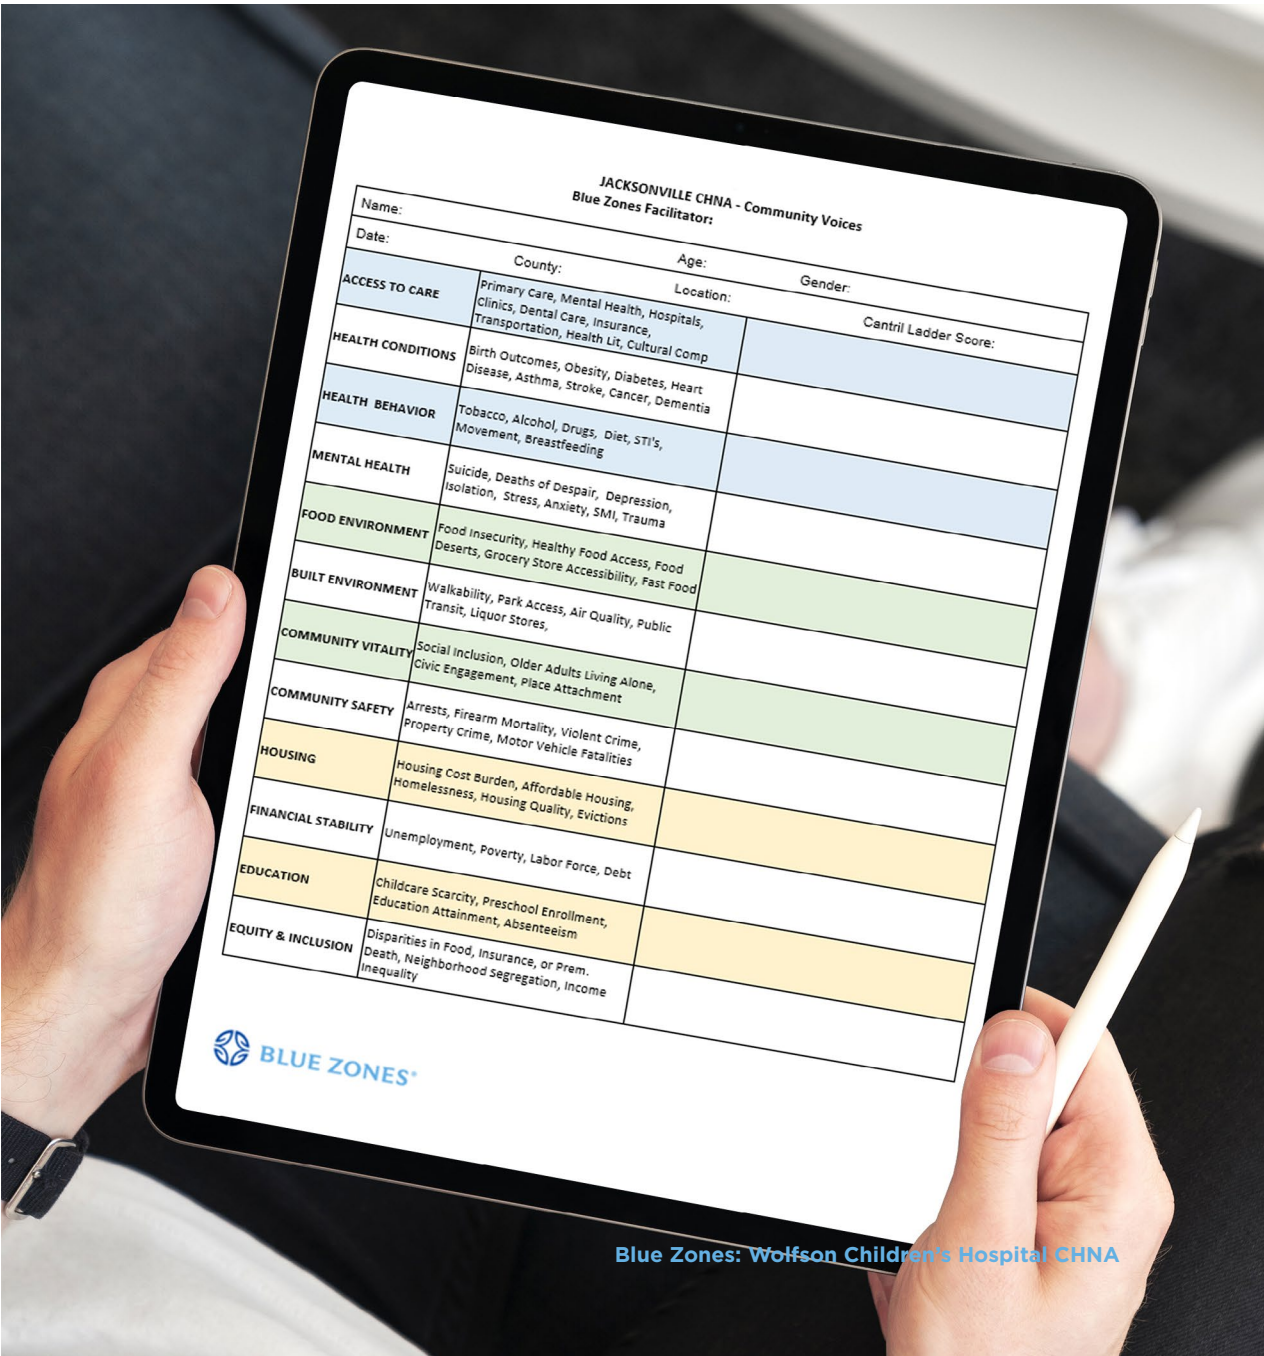 JACKSONVILLE CHNA - Community Voices
Blue Zones Facilitator:
Name:
Age:
Gender:
Date:
County:
Location:
Cantril Ladder Score:
ACCESS TO CARE
Primary Care, Mental Health, Hospitals,
Clinics, Dental Care, Insurance,
Transportation, Health Lit, Cultural Comp
HEALTH CONDITIONS
Birth Outcomes, Obesity, Diabetes, Heart
Disease, Asthma, Stroke, Cancer, Dementia
HEALTH BEHAVIOR
Tobacco, Alcohol, Drugs, Diet, STI's,
Movement, Breastfeeding
MENTAL HEALTH
Suicide, Deaths of Despair, Depression,
Isolation, Stress, Anxiety, SMI, Trauma
FOOD ENVIRONMENT
Food Insecurity, Healthy Food Access, Food
Deserts, Grocery Store Accessibility, Fast Food
BUILT ENVIRONMENT
Walkability, Park Access, Air Quality, Public
Transit, Liquor Stores,
COMMUNITY VITALITY
Social Inclusion, Older Adults Living Alone,
Civic Engagement, Place Attachment
COMMUNITY SAFETY
Arrests, Firearm Mortality, Violent Crime,
Property Crime, Motor Vehicle Fatalities
HOUSING
Housing Cost Burden, Affordable Housing,
Homelessness, Housing Quality, Evictions
FINANCIAL STABILITY
Unemployment, Poverty, Labor Force, Debt
EDUCATION
Childcare Scarcity, Preschool Enrollment,
Education Attainment, Absenteeism
EQUITY & INCLUSION
Disparities in Food, Insurance, or Prem.
Death, Neighborhood Segregation, Income
Inequality
BLUE ZONES®
Blue Zones: Wolfson Children's Hospital CHNA